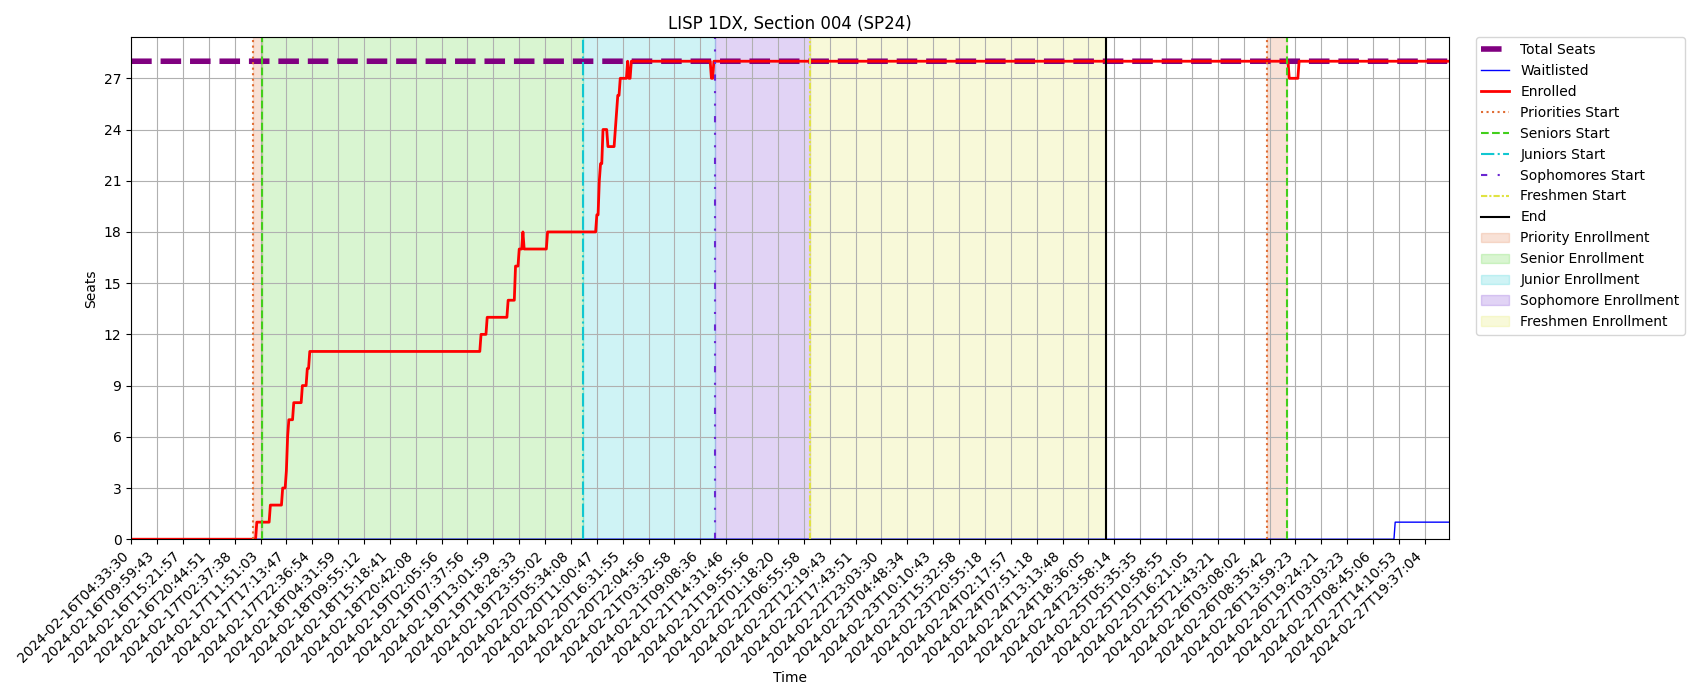 LISP 1DX, Section 004 (SP24)
Total Seats
Waitlisted
Enrolled
Priorities Start
Seniors Start
Juniors Start
Sophomores Start
Freshmen Start
End
Priority Enrollment
Senior Enrollment
Junior Enrollment
Sophomore Enrollment
Freshmen Enrollment
Seats
27
24
21
18
15
12
9
6
3
0
2024-02-16T04:33:30
2024-02-16T09:59:43
2024-02-16T15:21:57
2024-02-16T20:44:51
2024-02-17T02:37:38
2024-02-17T11:51:03
2024-02-17T17:13:47
2024-02-17T22:36:54
2024-02-18T04:31:59
2024-02-18T09:55:12
2024-02-18T15:18:41
2024-02-18T20:42:08
2024-02-19T02:05:56
2024-02-19T07:37:56
2024-02-19T13:01:59
2024-02-19T18:28:33
2024-02-19T23:55:02
2024-02-20T05:34:08
2024-02-20T11:00:47
2024-02-20T16:31:55
2024-02-20T22:04:56
2024-02-21T03:32:58
2024-02-21T09:08:36
2024-02-21T14:31:46
2024-02-21T19:55:56
2024-02-22T01:18:20
2024-02-22T06:55:58
2024-02-22T12:19:43
2024-02-22T17:43:51
2024-02-22T23:03:30
2024-02-23T04:48:34
2024-02-23T10:10:43
2024-02-23T15:32:58
2024-02-23T20:55:18
2024-02-24T02:17:57
2024-02-24T07:51:18
2024-02-24T13:13:48
2024-02-24T18:36:05
2024-02-24T23:58:14
2024-02-25T05:35:35
2024-02-25T10:58:55
2024-02-25T16:21:05
2024-02-25T21:43:21
2024-02-26T03:08:02
2024-02-26T08:35:42
2024-02-26T13:59:23
2024-02-26T19:24:21
2024-02-27T03:03:23
2024-02-27T08:45:06
2024-02-27T14:10:53
2024-02-27T19:37:04
Time